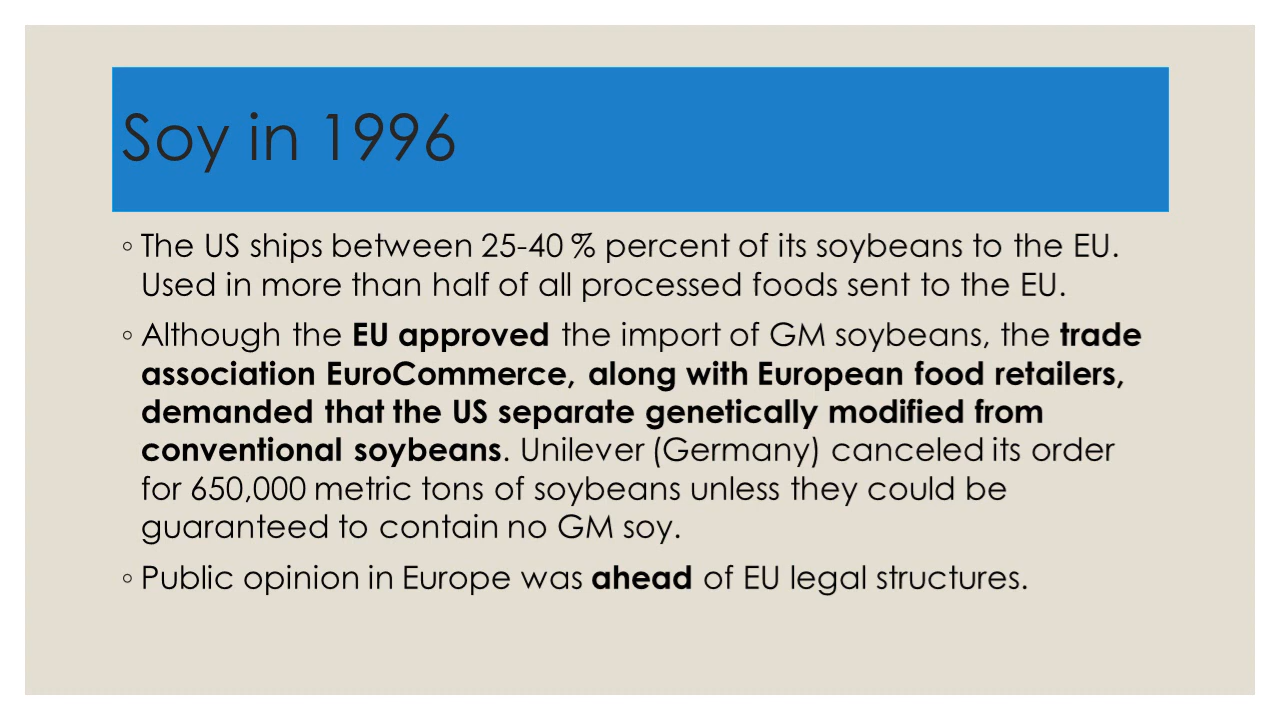 Soy in 1996
◦ The US ships between 25-40 % percent of its soybeans to the EU.
Used in more than half of all processed foods sent to the EU.
◦ Although the EU approved the import of GM soybeans, the trade
association EuroCommerce, along with European food retailers,
demanded that the US separate genetically modified from
conventional soybeans. Unilever (Germany) canceled its order
for 650,000 metric tons of soybeans unless they could be
guaranteed to contain no GM soy.
◦ Public opinion in Europe was ahead of EU legal structures.